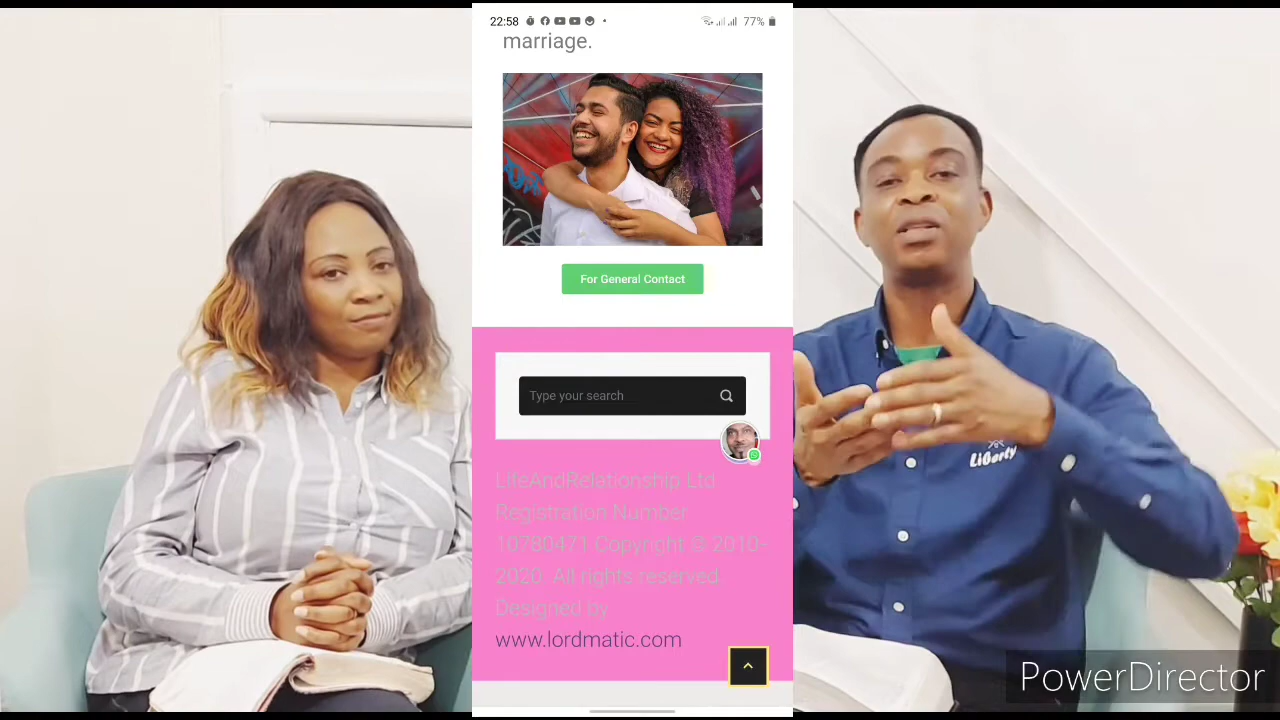 22:58
77%
marriage.
For General Contact
Type your search
LifeAndRelationship Ltd
Registration Number
10780471 Copyright © 2010-
2020. All rights reserved.
Designed by
www.lordmatic.com
LiBerty
PowerDirector